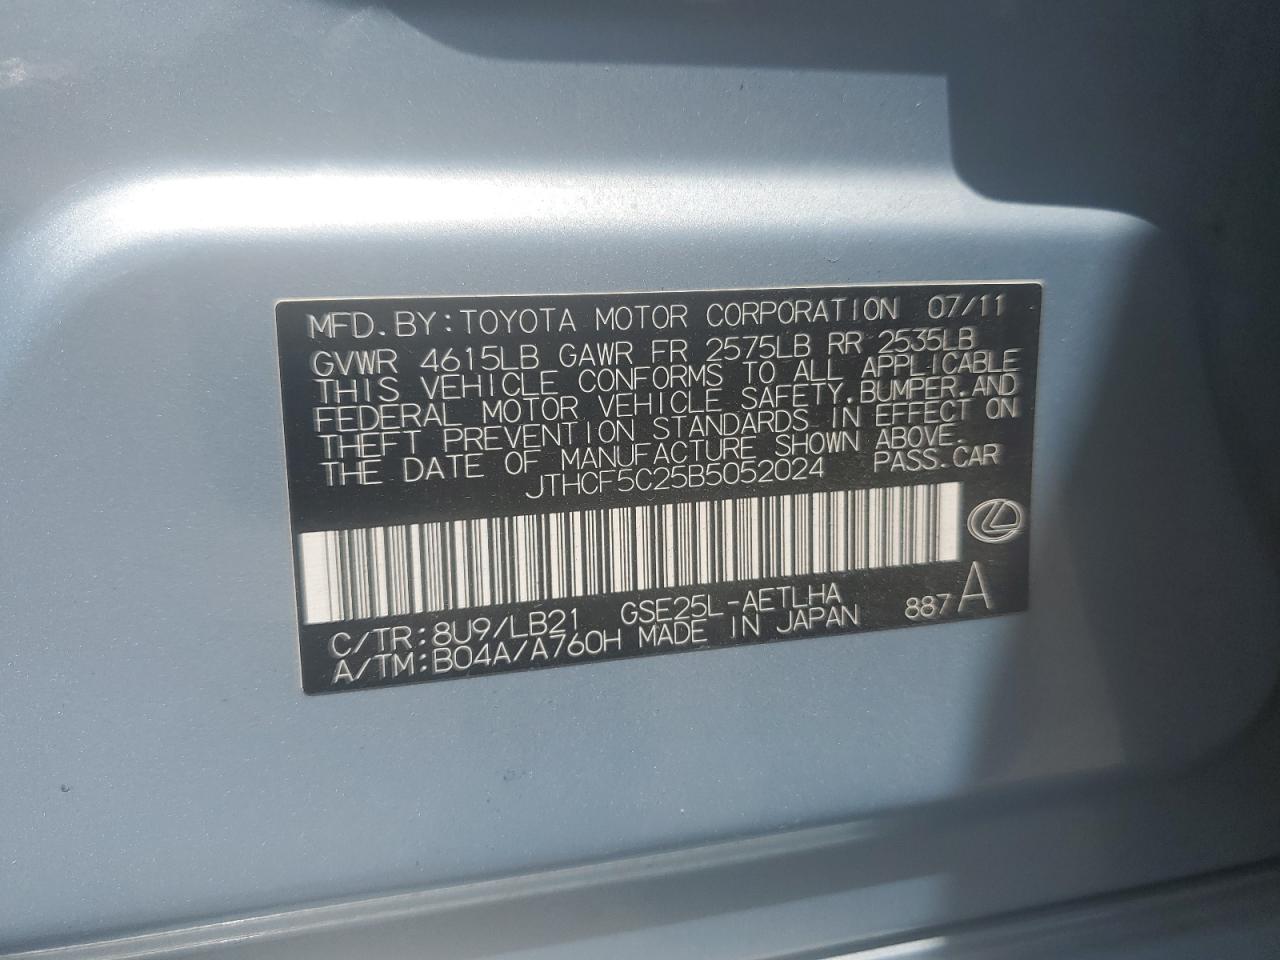 MFD. BY: TOYOTA MOTOR CORPORATION 07/11
GVWR 4615LB GAWR FR 2575LB RR 2535LB
THIS VEHICLE CONFORMS TO ALL APPLICABLE
FEDERAL MOTOR VEHICLE SAFETY, BUMPER, AND
THEFT PREVENTION STANDARDS IN EFFECT ON
THE DATE OF MANUFACTURE SHOWN ABOVE.
JTHCF5C25B5052024 PASS. CAR
C/TR: 8U9/LB21 GSE25L-AETLHA 887 A
A/TM: B04A/A760H MADE IN JAPAN